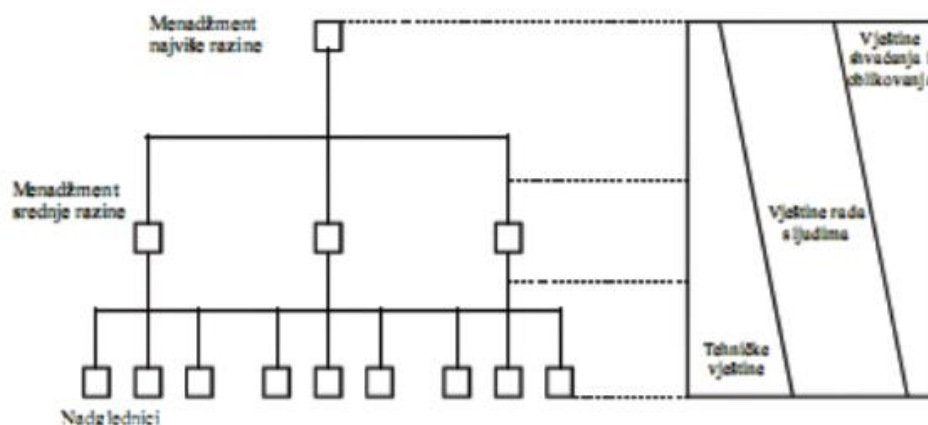 Menadžment
najviše razine
Vještine
shvaćanja i
oblikovanja
Menadžment
srednje razine
Vještine rada
s ljudima
Tehničke
vještine
Nadglednici